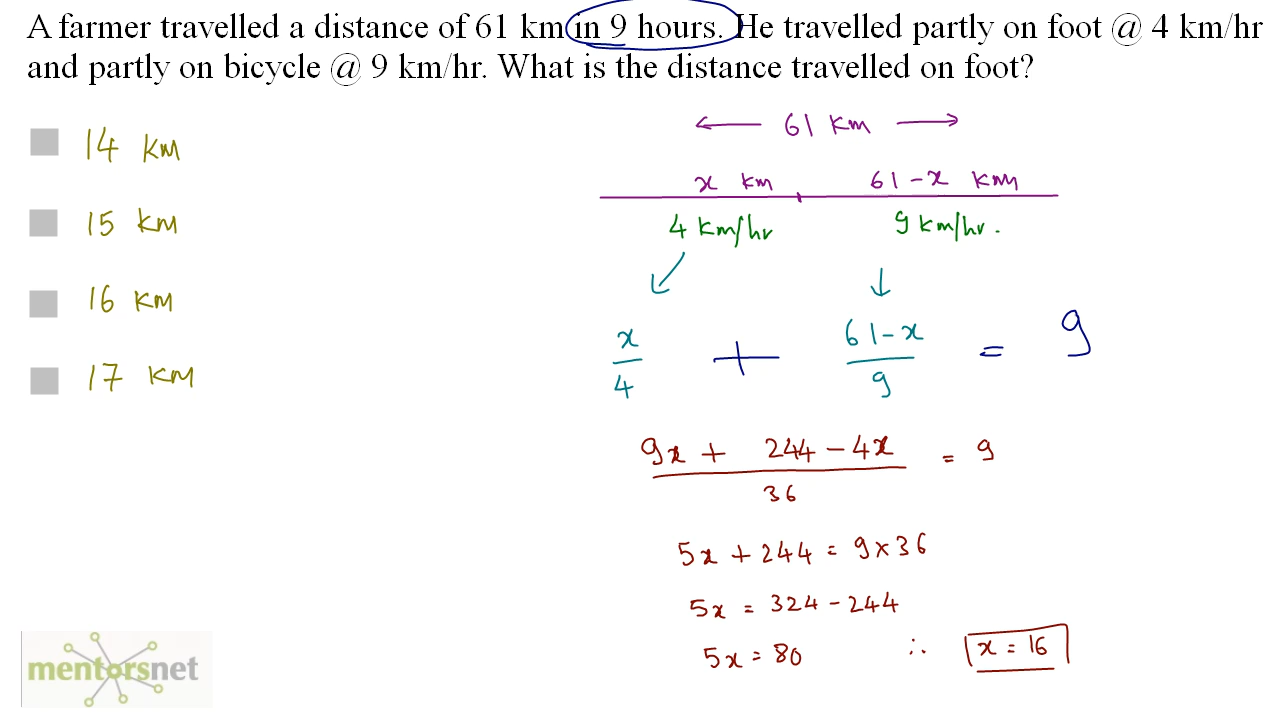 A farmer travelled a distance of 61 km in 9 hours. He travelled partly on foot @ 4 km/hr
and partly on bicycle @ 9 km/hr. What is the distance travelled on foot?
14 km
15 km
16 km
17 km
← 61 km →
x km 61-x km
4 km/hr 9 km/hr.
x/4 + 61-x/9 = 9
9x + 244 - 4x / 36 = 9
5x + 244 = 9x36
5x = 324 - 244
5x = 80 ∴ x = 16
mentorsnet